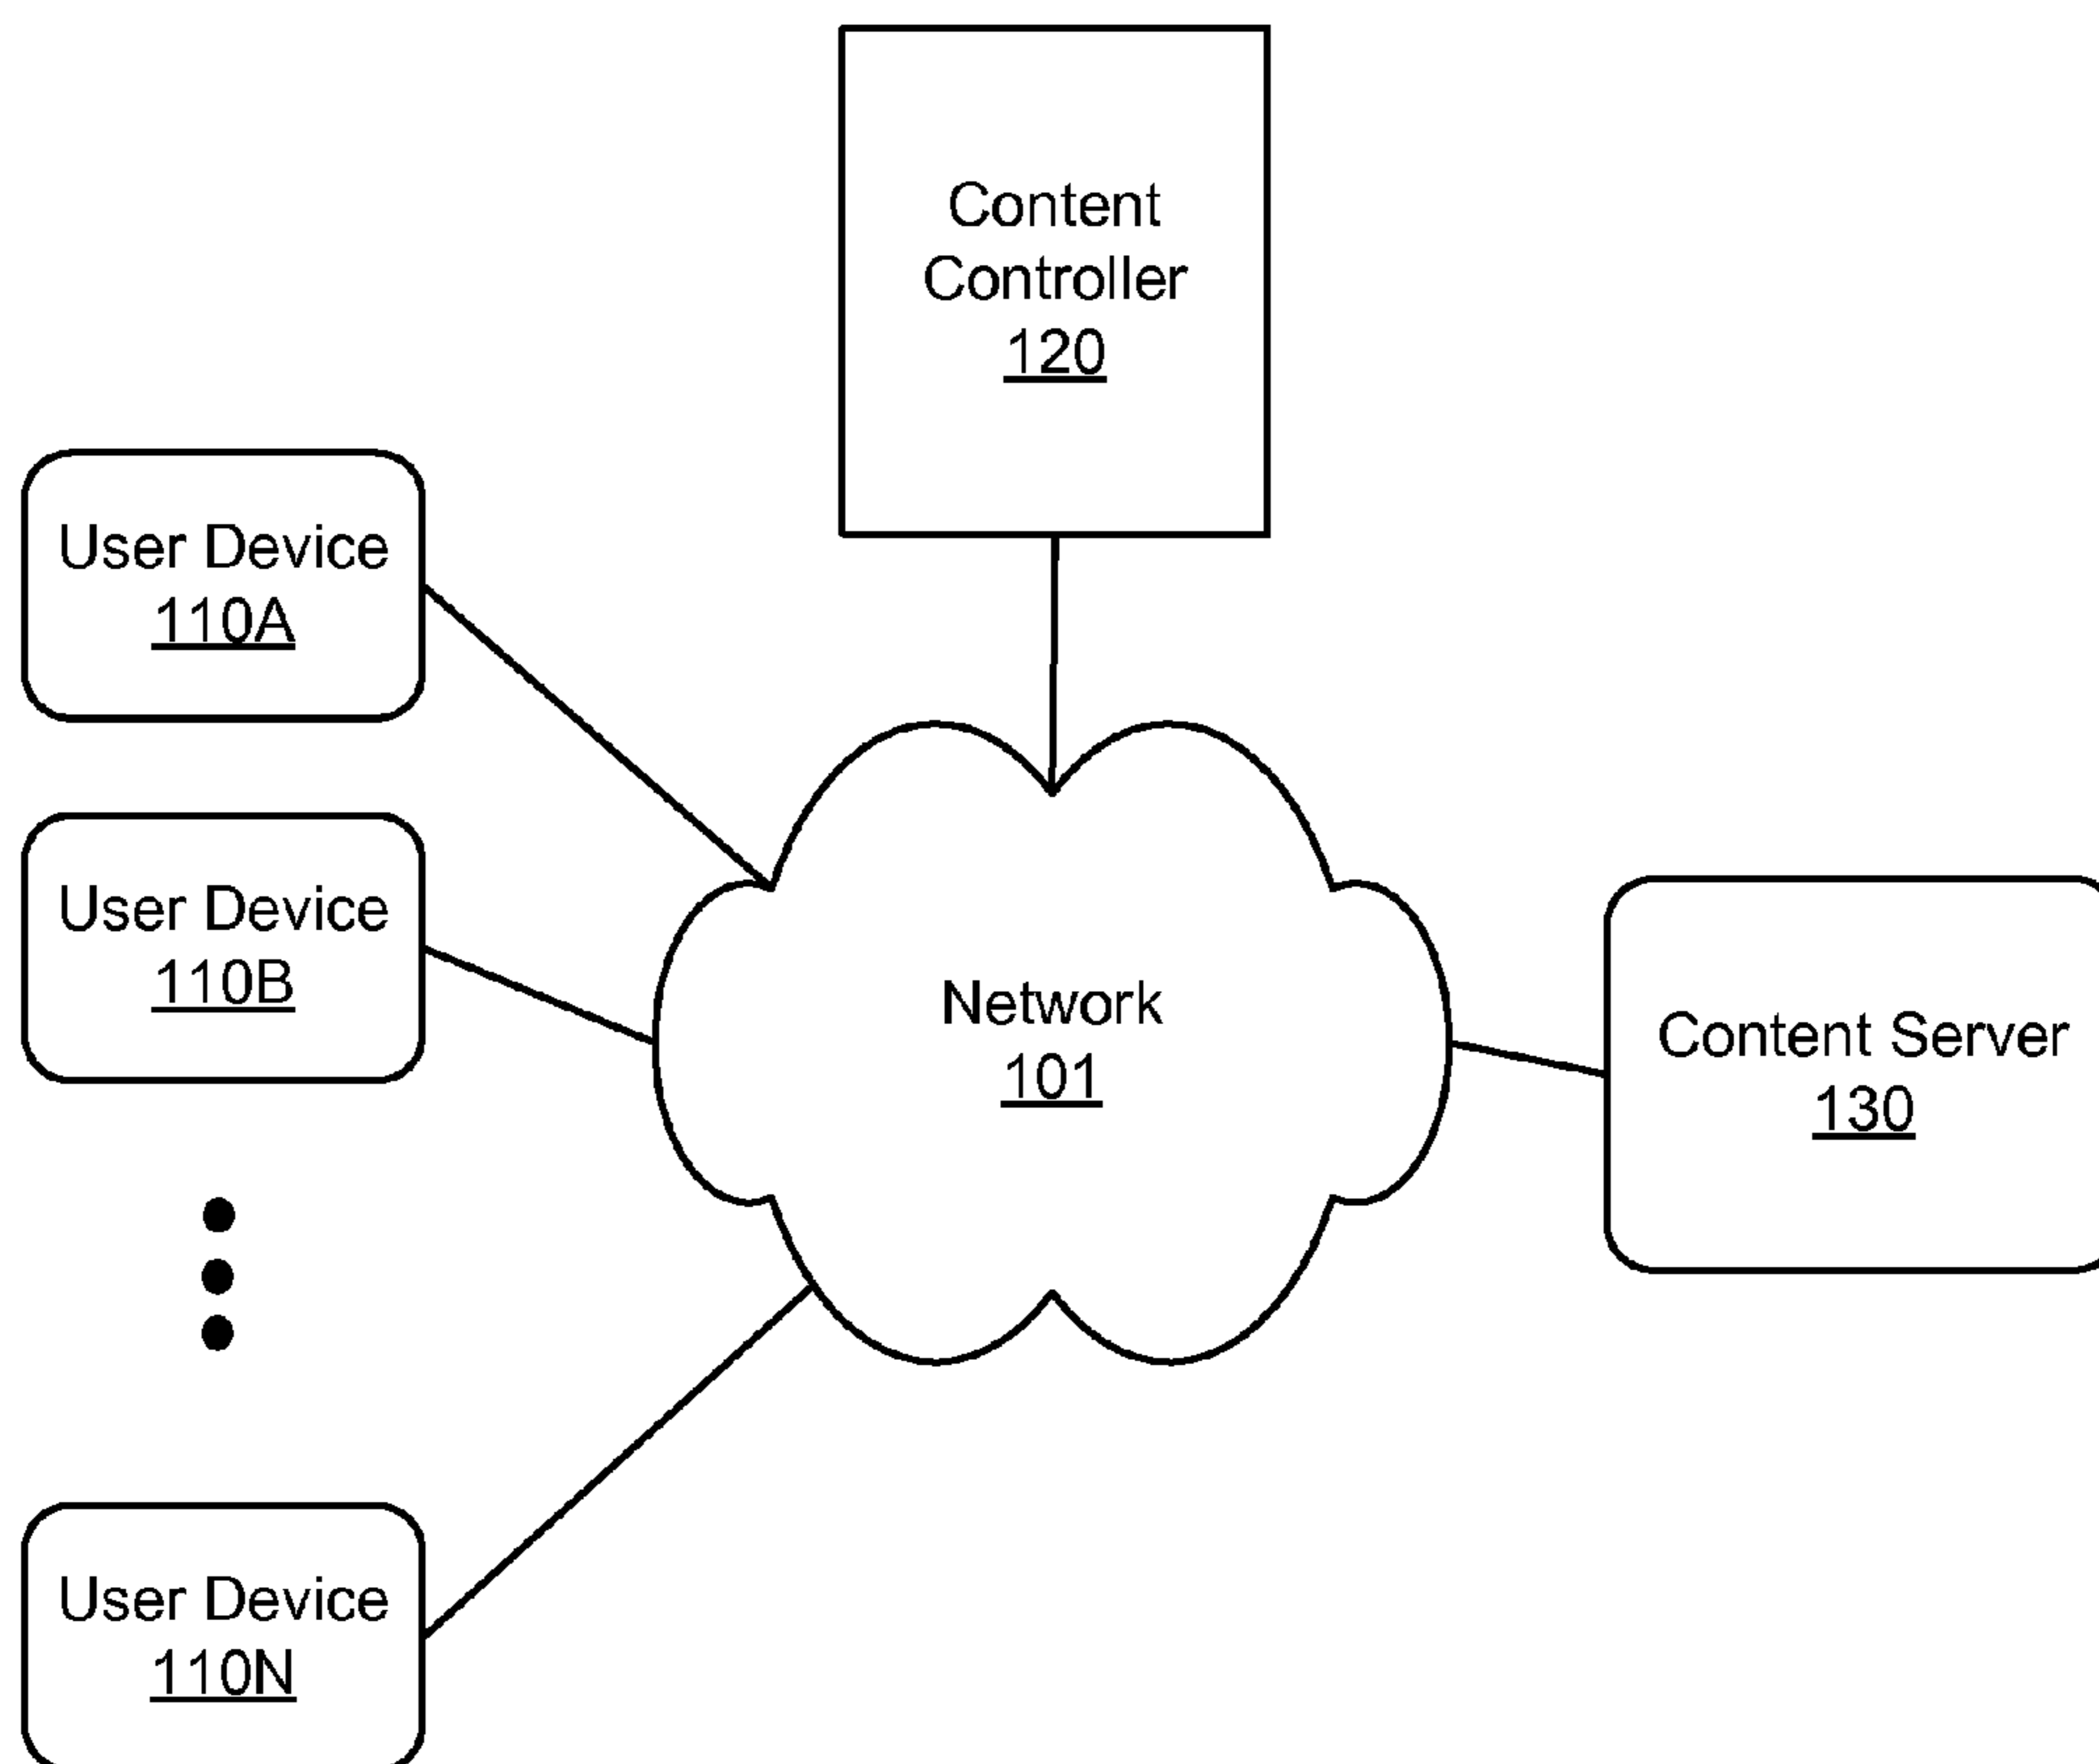 Content
Controller
120
User Device
110A
User Device
110B
Network
101
Content Server
130
User Device
110N